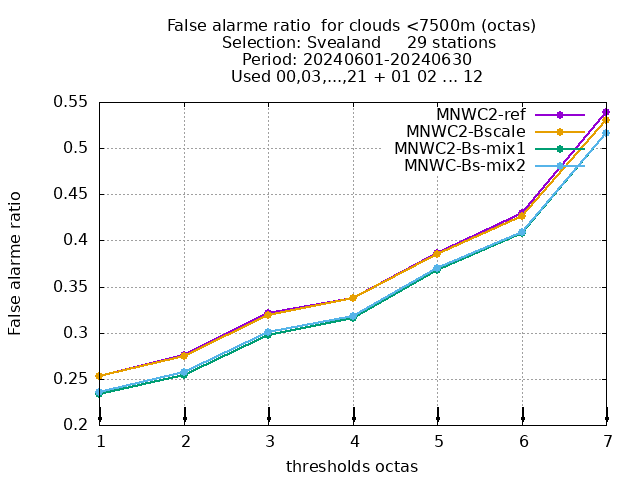 False alarme ratio  for clouds <7500m (octas)
Selection: Svealand     29 stations
Period: 20240601-20240630
Used 00,03,...,21 + 01 02 ... 12
MNWC2-ref
MNWC2-Bscale
MNWC2-Bs-mix1
MNWC-Bs-mix2
False alarme ratio
0.55
0.5
0.45
0.4
0.35
0.3
0.25
0.2
1 2 3 4 5 6 7
thresholds octas